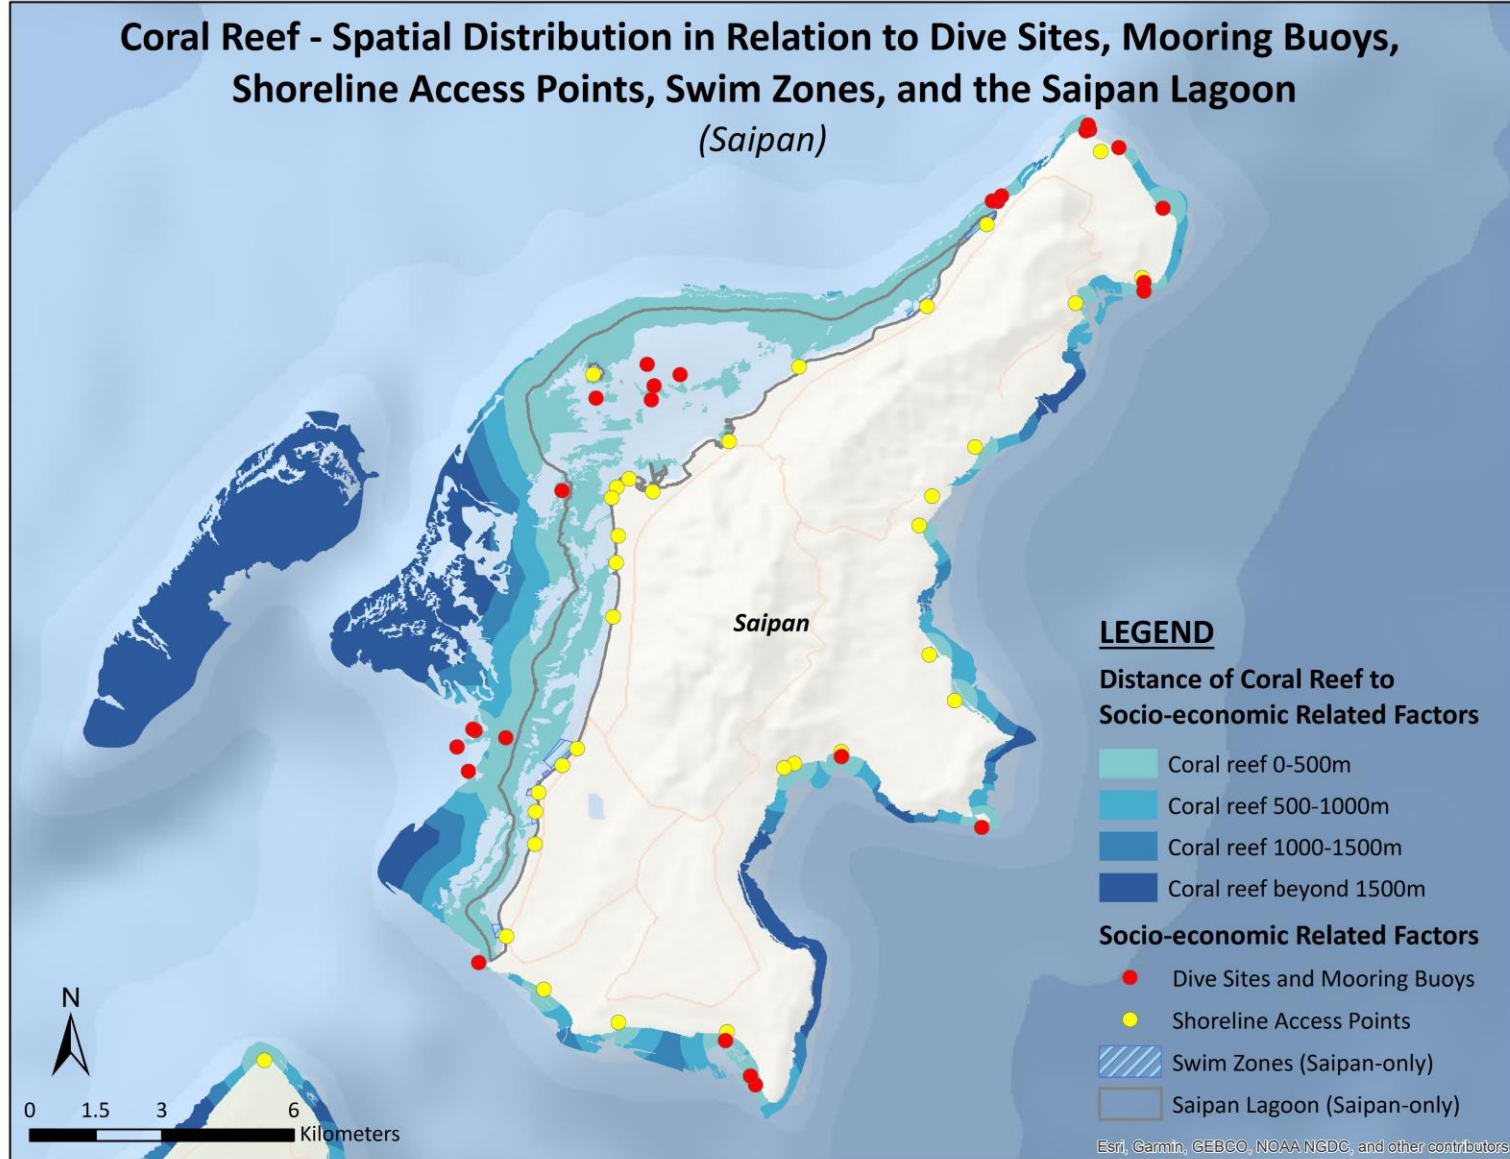 Coral Reef - Spatial Distribution in Relation to Dive Sites, Mooring Buoys,
Shoreline Access Points, Swim Zones, and the Saipan Lagoon
(Saipan)
Saipan
LEGEND
Distance of Coral Reef to
Socio-economic Related Factors
Coral reef 0-500m
Coral reef 500-1000m
Coral reef 1000-1500m
Coral reef beyond 1500m
Socio-economic Related Factors
Dive Sites and Mooring Buoys
Shoreline Access Points
Swim Zones (Saipan-only)
Saipan Lagoon (Saipan-only)
N
0 1.5 3 6
Kilometers
Esri, Garmin, GEBCO, NOAA NGDC, and other contributors